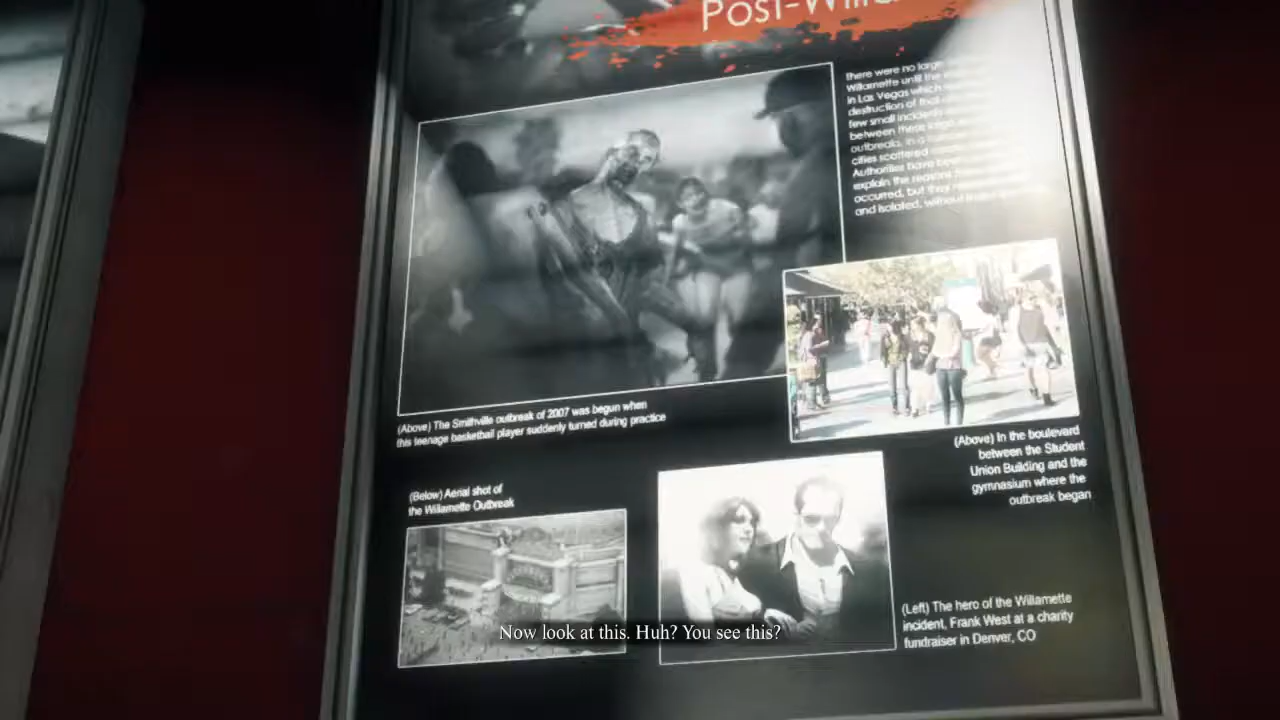 Post-Willa
there were no large
Willamette until the
in Las Vegas which
destruction of that
few small incidents
between these large
outbreaks, in a
cities scattered
Authorities have been
explain the reasons
occurred, but they
and isolated, without
(Above) The Smithville outbreak of 2007 was begun when
this teenage basketball player suddenly turned during practice
(Above) In the boulevard
between the Student
Union Building and the
gymnasium where the
outbreak began
(Below) Aerial shot of
the Willamette Outbreak
(Left) The hero of the Willamette
incident, Frank West at a charity
fundraiser in Denver, CO
Now look at this. Huh? You see this?